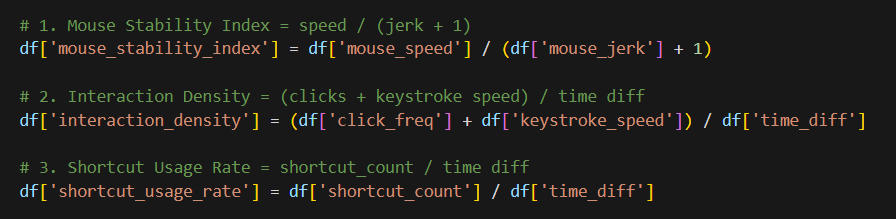 # 1. Mouse Stability Index = speed / (jerk + 1)
df['mouse_stability_index'] = df['mouse_speed'] / (df['mouse_jerk'] + 1)
# 2. Interaction Density = (clicks + keystroke speed) / time diff
df['interaction_density'] = (df['click_freq'] + df['keystroke_speed']) / df['time_diff']
# 3. Shortcut Usage Rate = shortcut_count / time diff
df['shortcut_usage_rate'] = df['shortcut_count'] / df['time_diff']